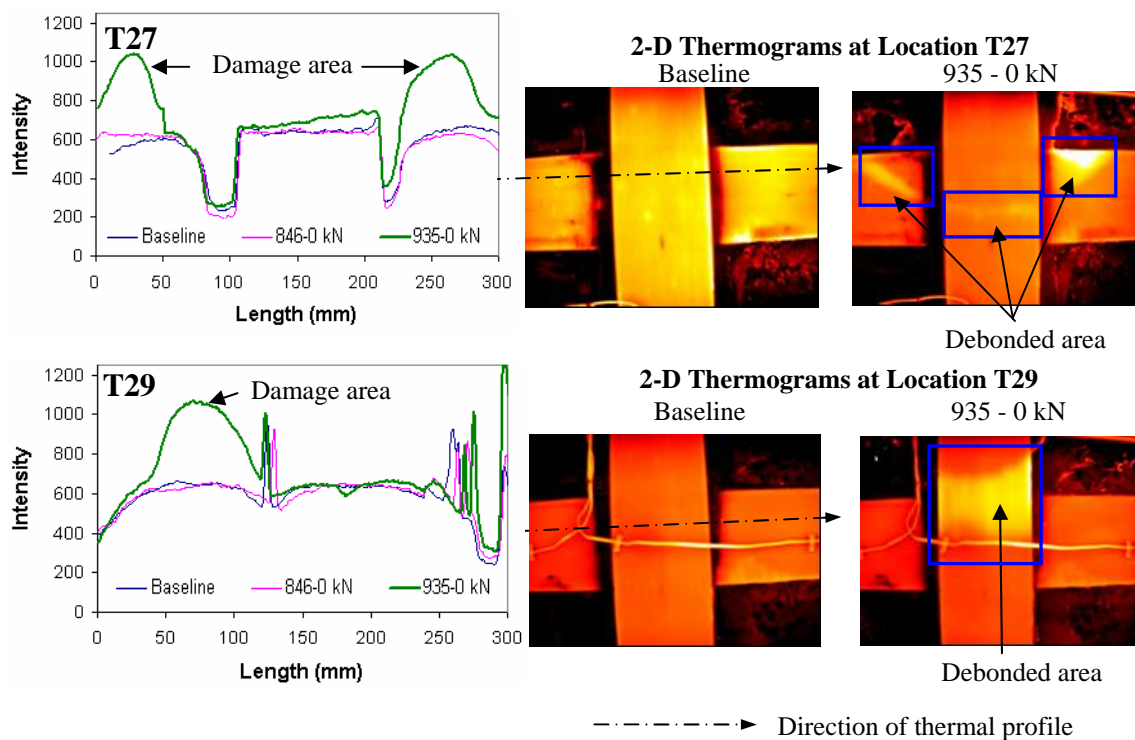 T27
1200
1000
800
600
400
200
0
Intensity
Damage area
Baseline 846-0 kN 935-0 kN
0 50 100 150 200 250 300
Length (mm)
2-D Thermograms at Location T27
Baseline 935 - 0 kN
Debonded area
T29
1200
1000
800
600
400
200
0
Intensity
Damage area
Baseline 846-0 kN 935-0 kN
0 50 100 150 200 250 300
Length (mm)
2-D Thermograms at Location T29
Baseline 935 - 0 kN
Debonded area
Direction of thermal profile